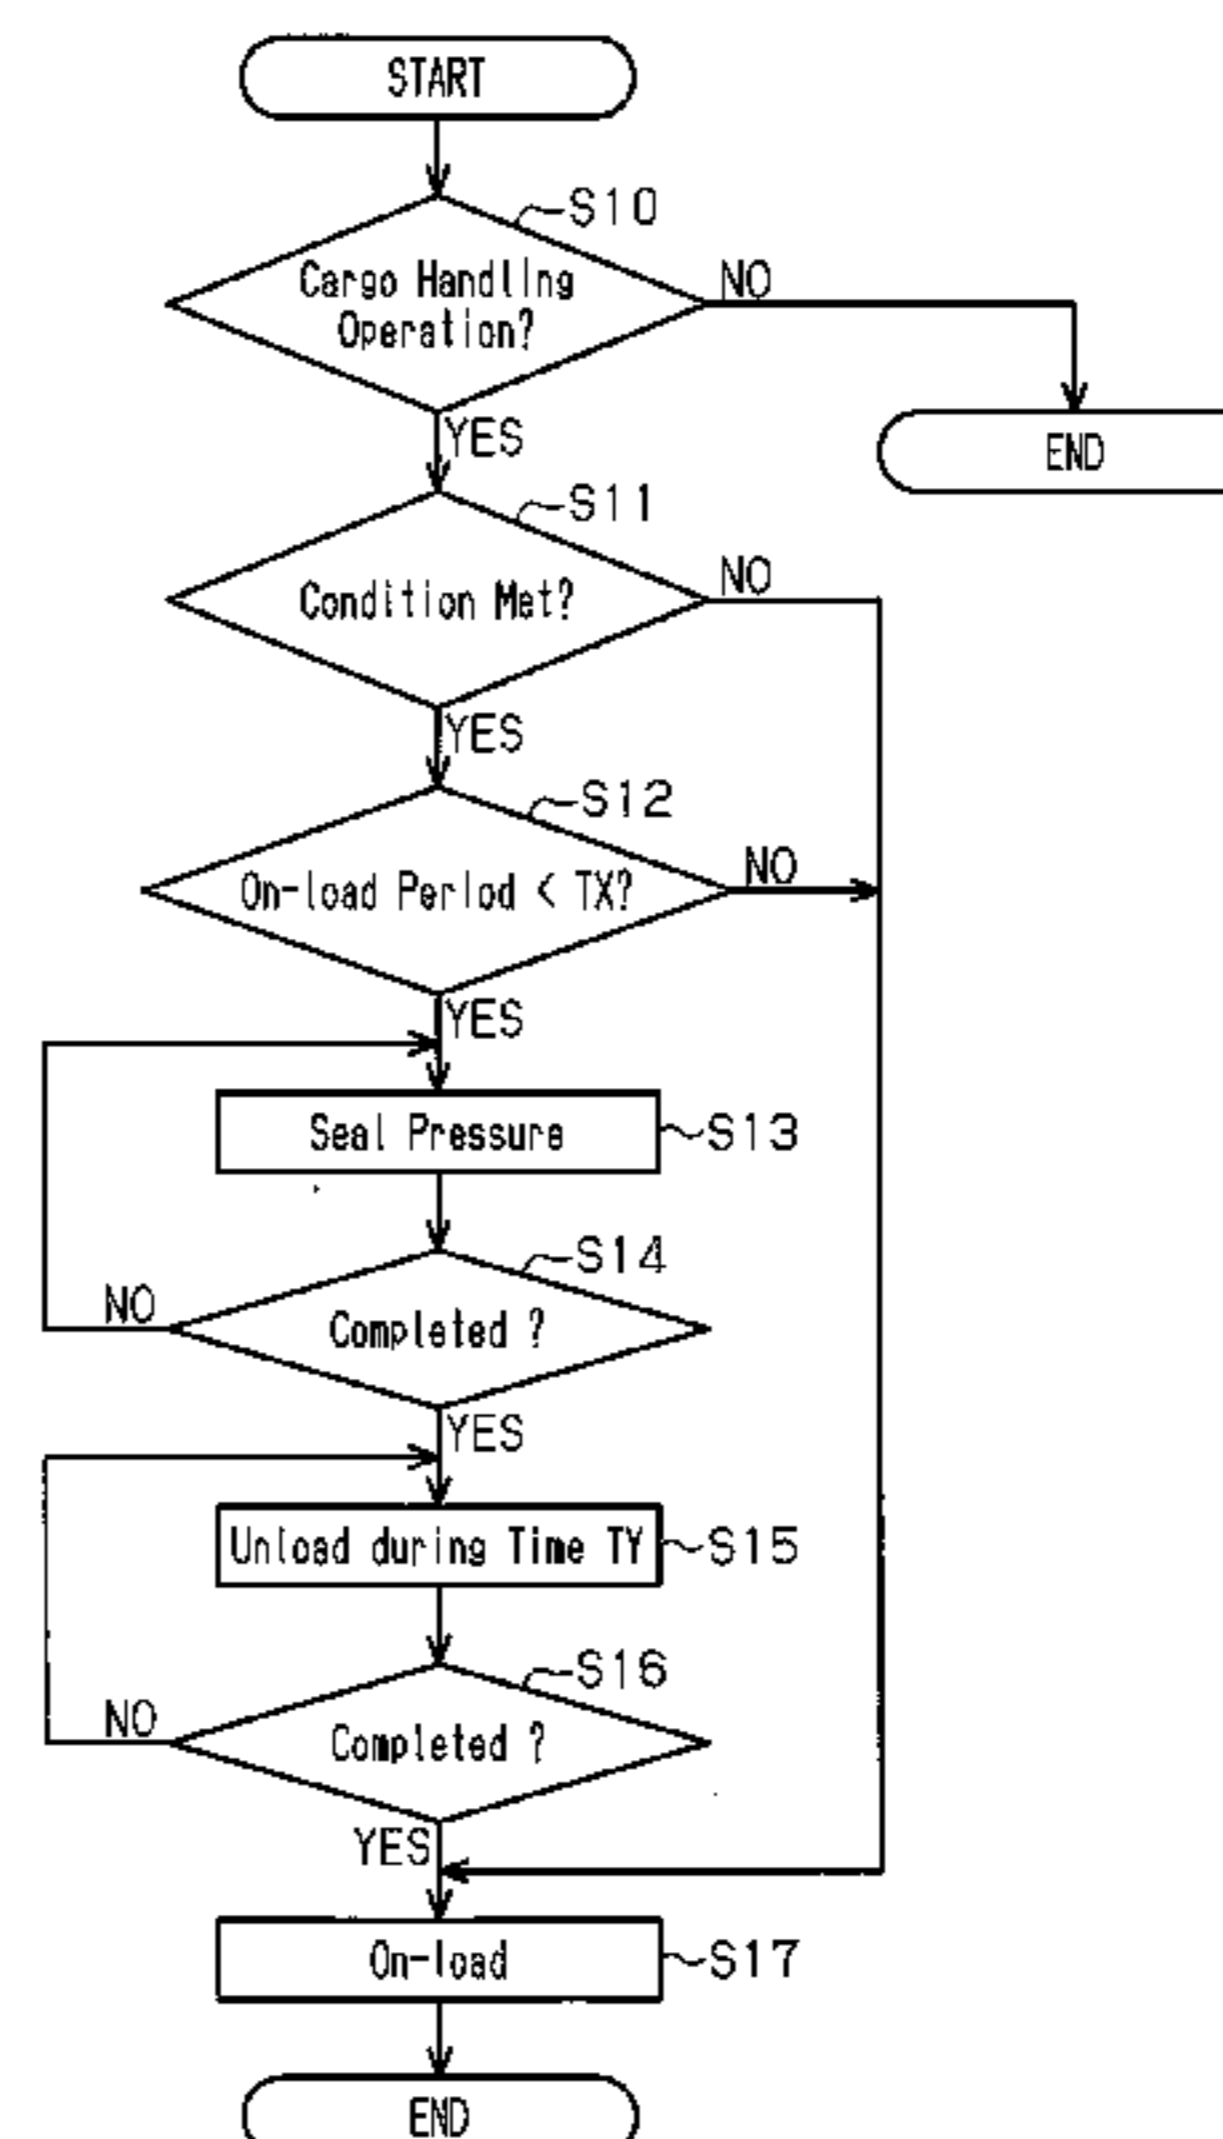 START
S10
Cargo Handling
Operation?
NO
END
YES
S11
Condition Met?
NO
YES
S12
On-load Period < TX?
NO
YES
Seal Pressure
S13
S14
Completed ?
NO
YES
Unload during Time TY
S15
S16
Completed ?
NO
YES
On-load
S17
END